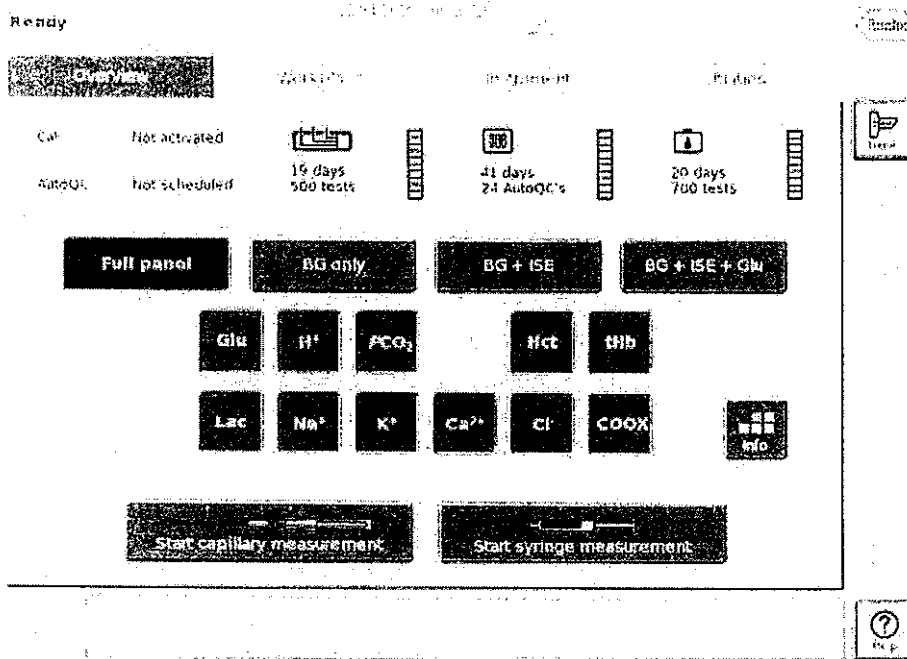 Ready
Overview
Cal Not activated
19 days
41 days
20 days
AutoQC Not scheduled
500 tests
24 AutoQC's
700 tests
Full panel
BG only
BG + ISE
BG + ISE + Glu
Glu
H⁺
PCO₂
Hct
tHb
Lac
Na⁺
K⁺
Ca²⁺
Cl⁻
COOX
Info
Start capillary measurement
Start syringe measurement